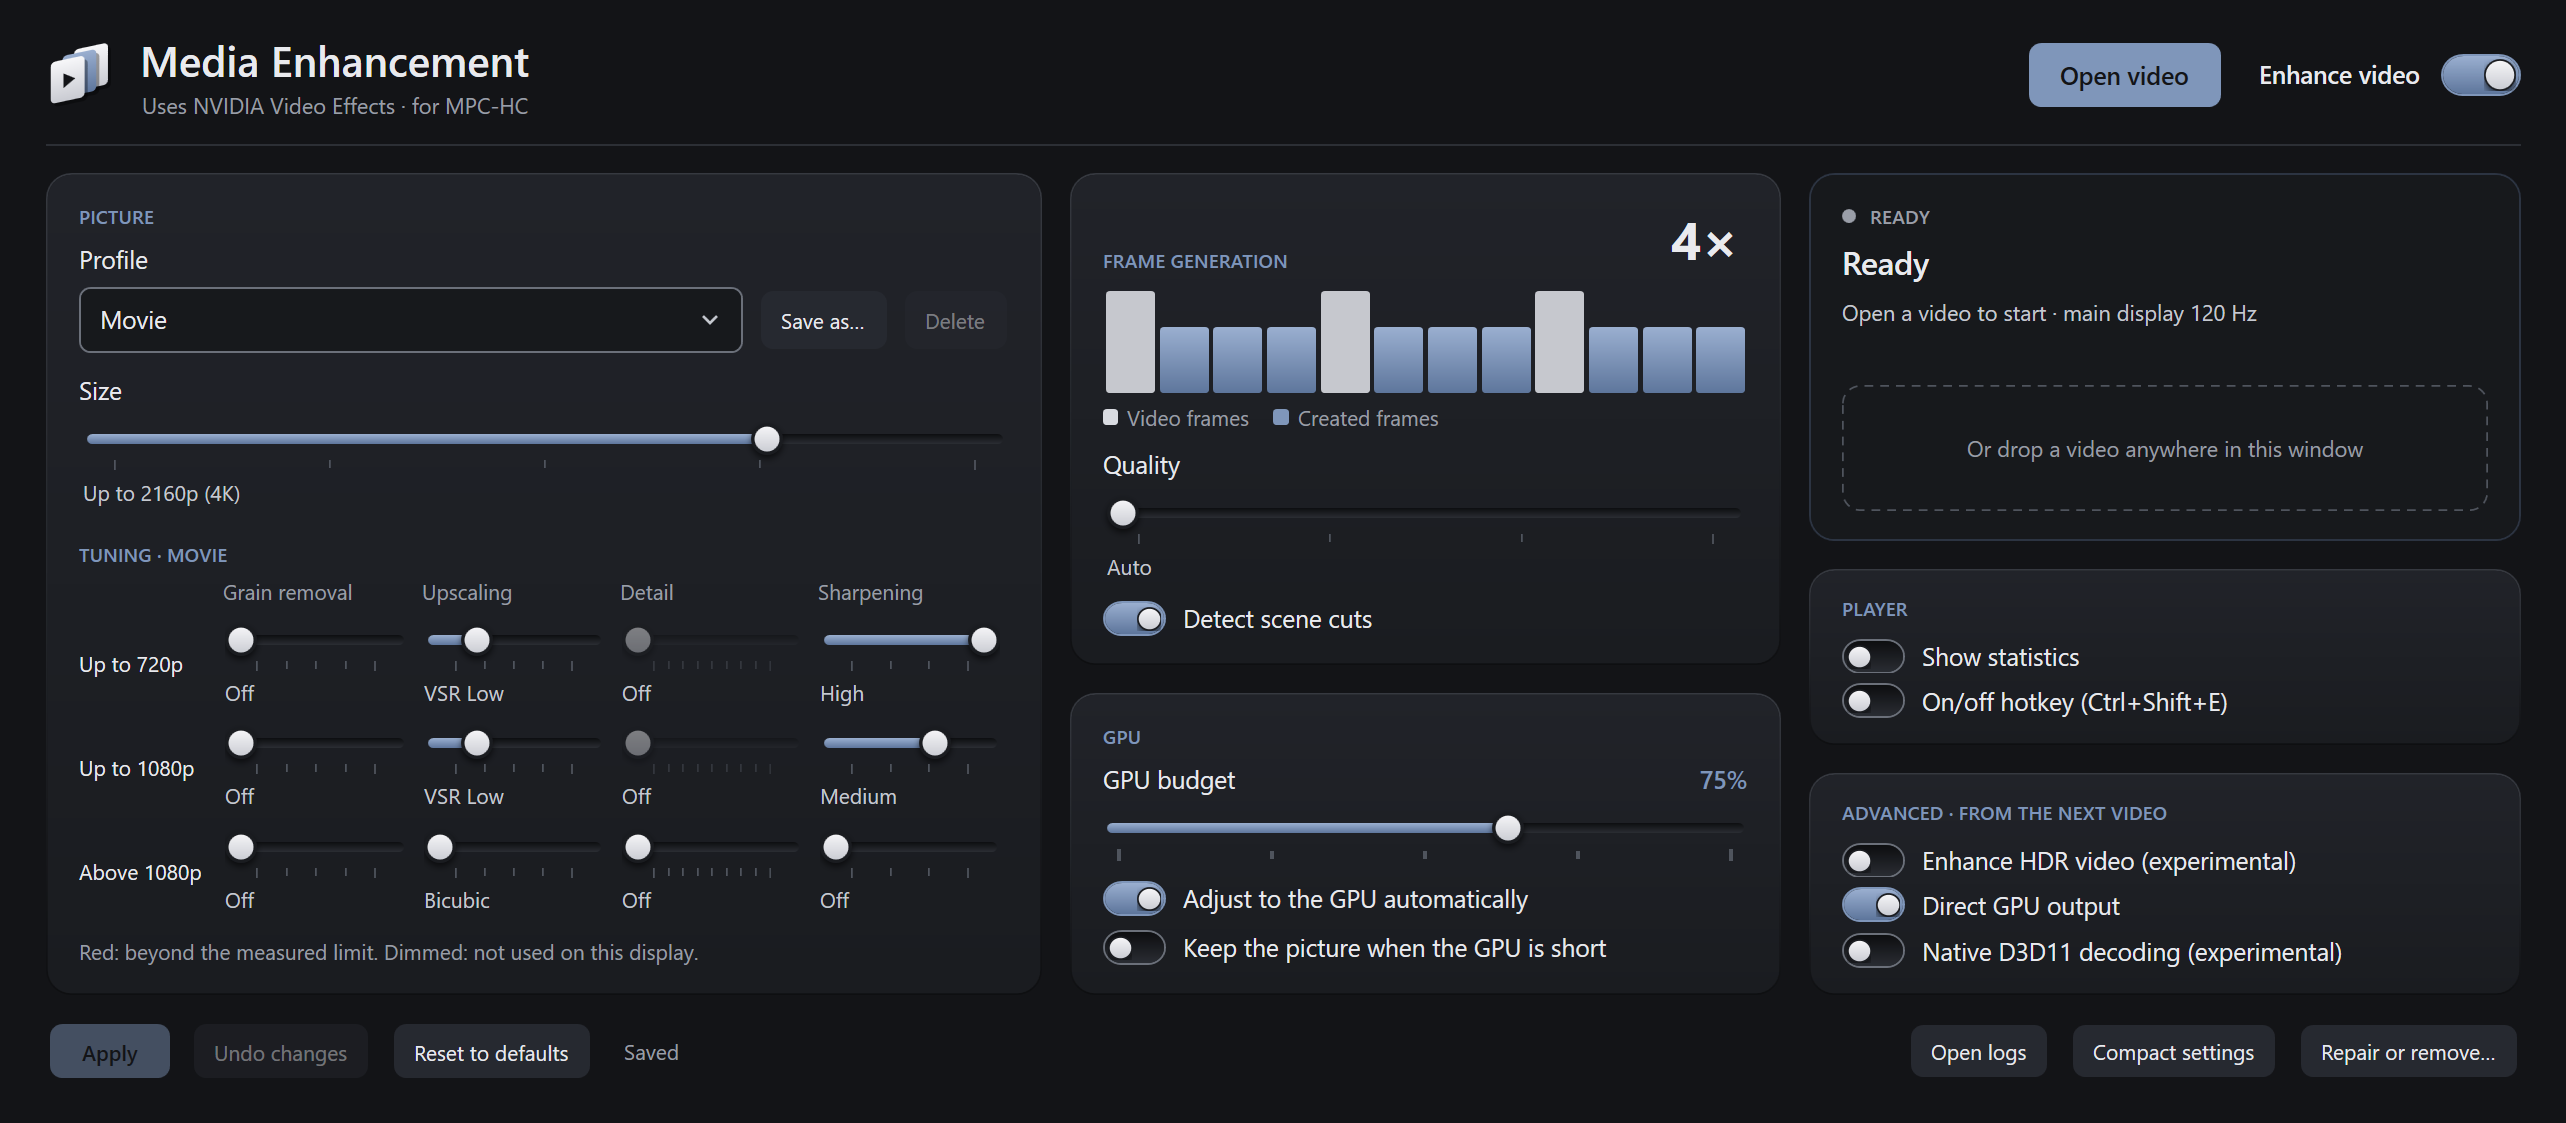 Media Enhancement
Uses NVIDIA Video Effects · for MPC-HC
Open video
Enhance video
PICTURE
Profile
Movie
Save as...
Delete
Size
Up to 2160p (4K)
TUNING · MOVIE
Grain removal Upscaling Detail Sharpening
Up to 720p
Off VSR Low Off High
Up to 1080p
Off VSR Low Off Medium
Above 1080p
Off Bicubic Off Off
Red: beyond the measured limit. Dimmed: not used on this display.
4×
FRAME GENERATION
Video frames Created frames
Quality
Auto
Detect scene cuts
GPU
GPU budget 75%
Adjust to the GPU automatically
Keep the picture when the GPU is short
READY
Ready
Open a video to start · main display 120 Hz
Or drop a video anywhere in this window
PLAYER
Show statistics
On/off hotkey (Ctrl+Shift+E)
ADVANCED · FROM THE NEXT VIDEO
Enhance HDR video (experimental)
Direct GPU output
Native D3D11 decoding (experimental)
Apply
Undo changes
Reset to defaults
Saved
Open logs
Compact settings
Repair or remove...